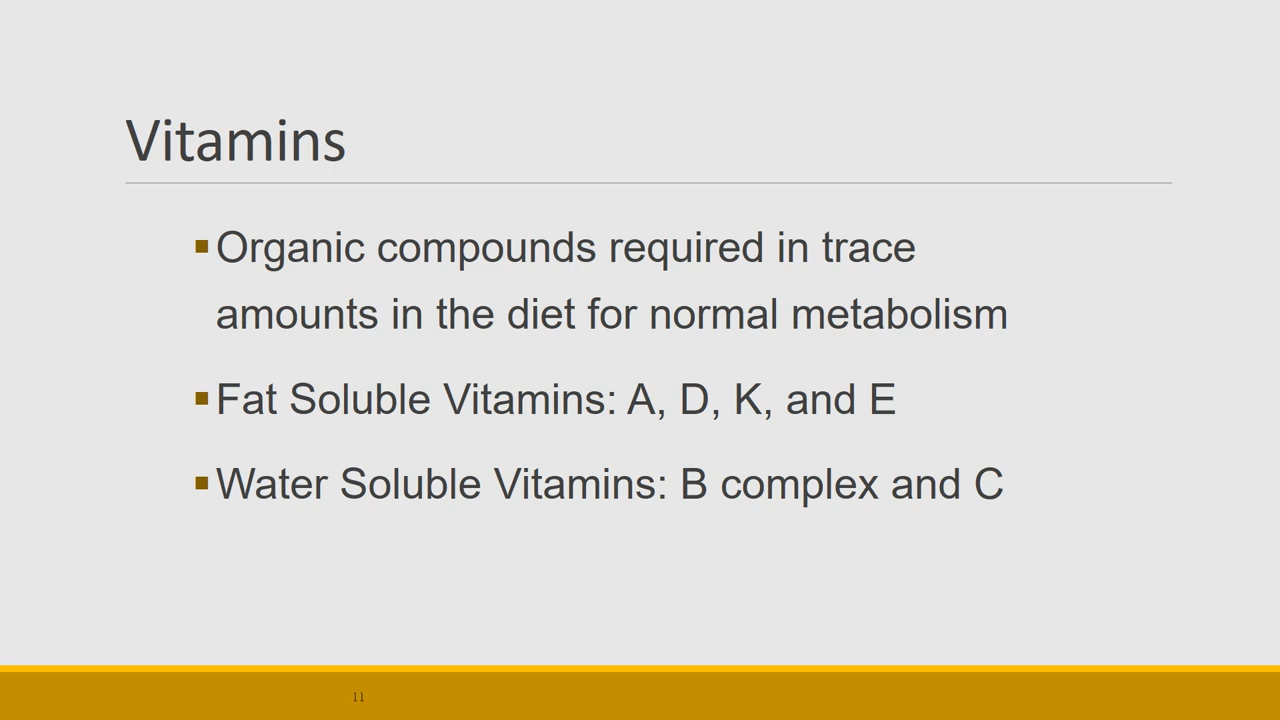 Vitamins
▪Organic compounds required in trace
amounts in the diet for normal metabolism
▪Fat Soluble Vitamins: A, D, K, and E
▪Water Soluble Vitamins: B complex and C
11